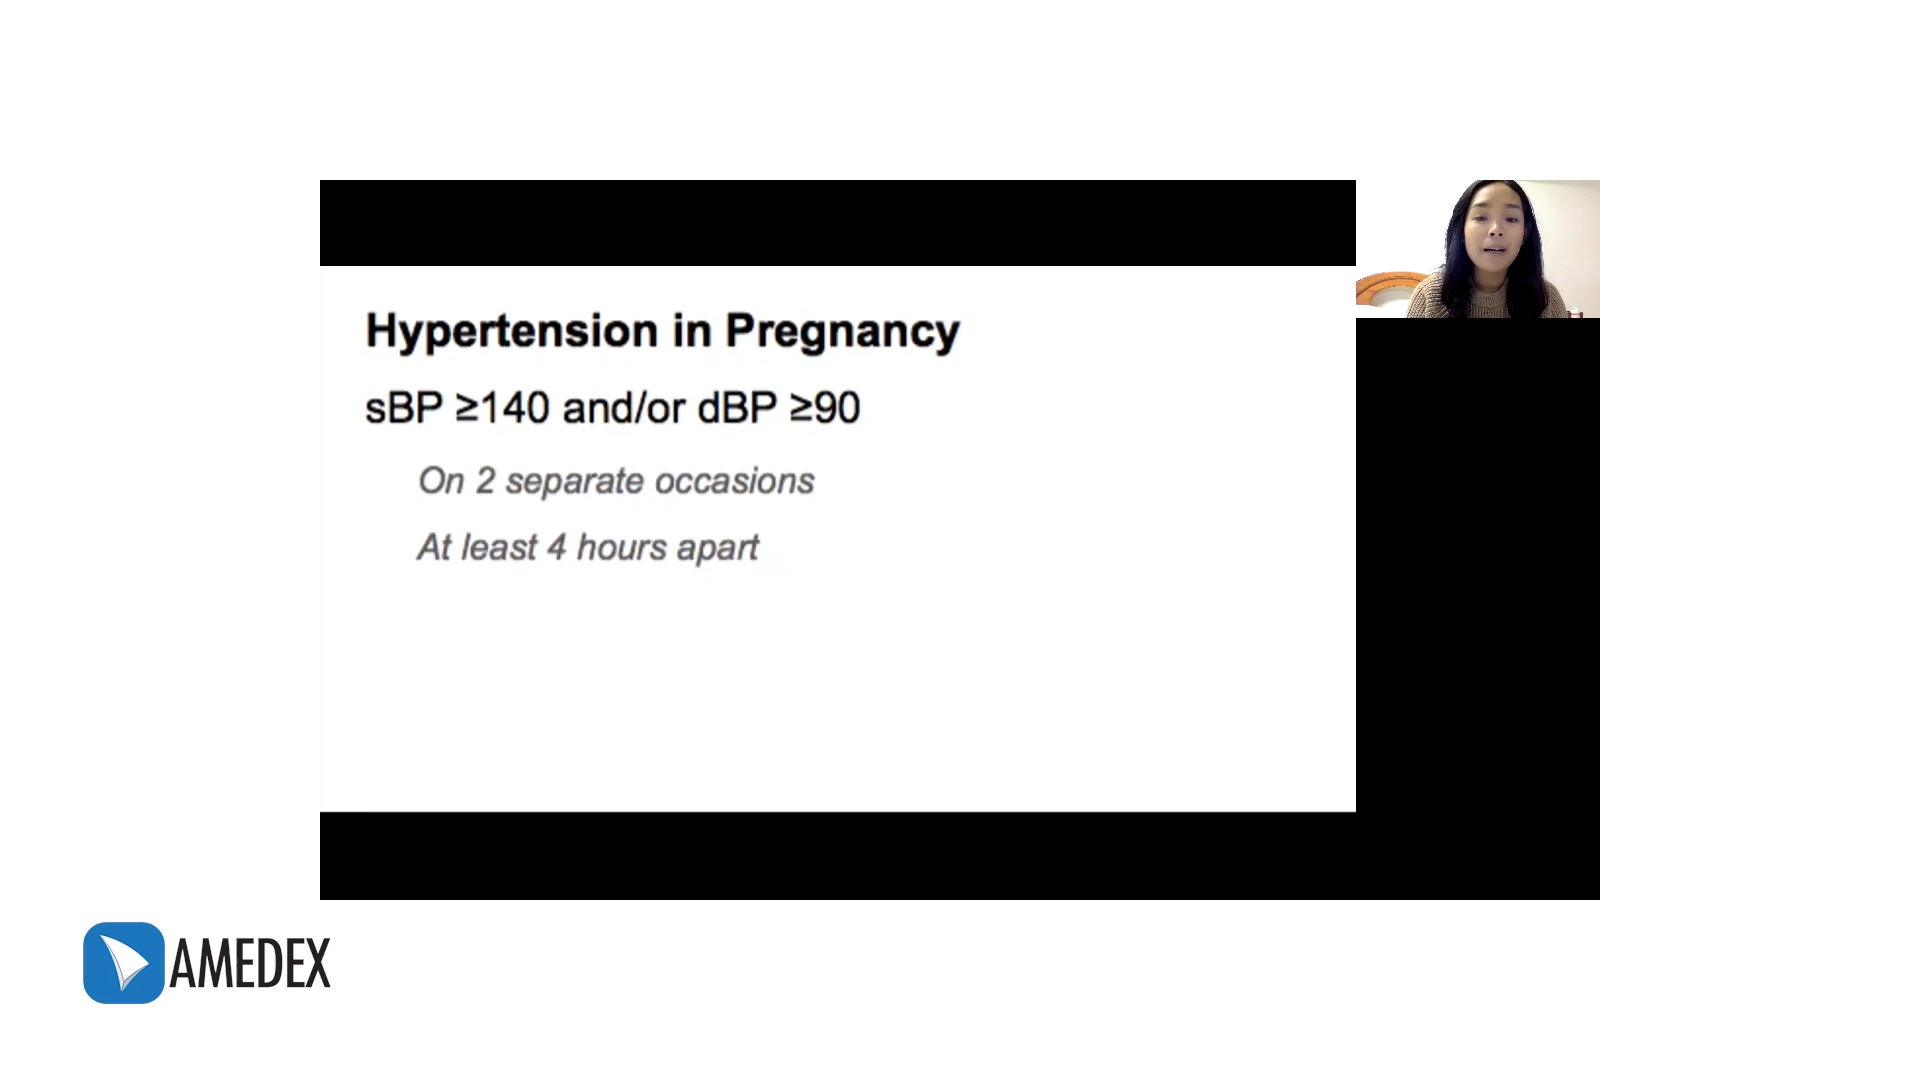 Hypertension in Pregnancy
sBP ≥140 and/or dBP ≥90
On 2 separate occasions
At least 4 hours apart
AMEDEX